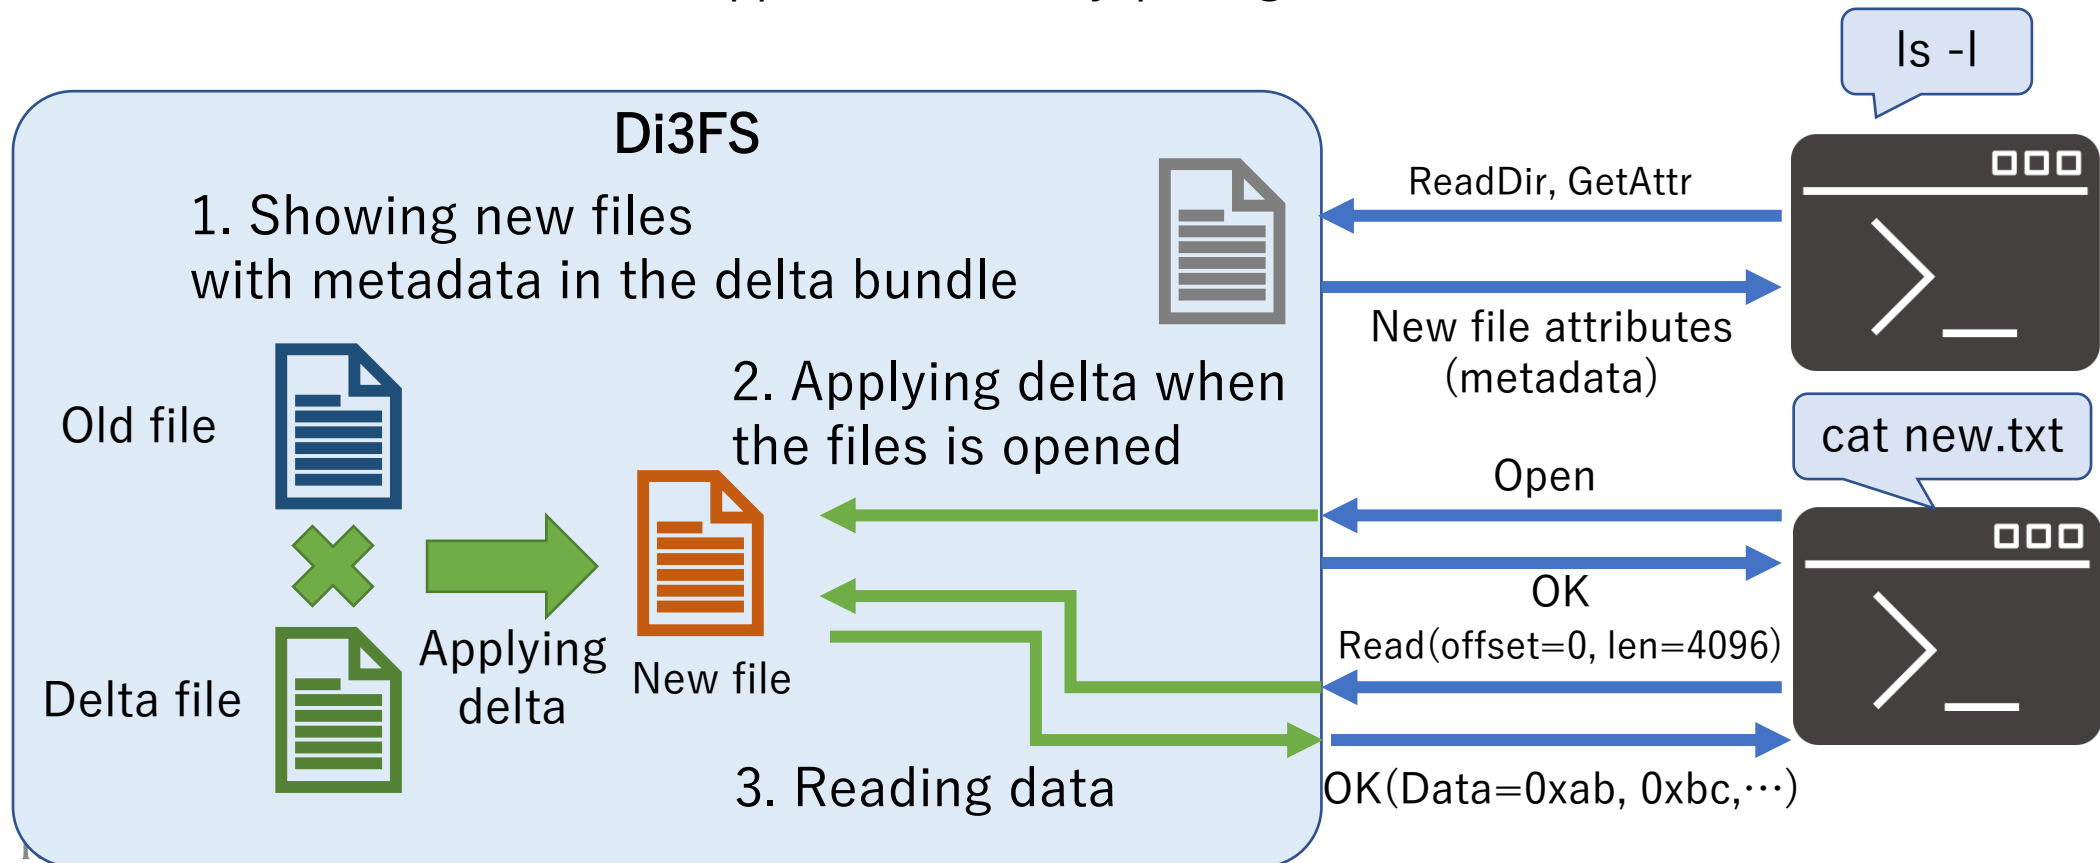 ls -l
Di3FS
1. Showing new files
with metadata in the delta bundle
ReadDir, GetAttr
New file attributes
(metadata)
Old file
2. Applying delta when
the files is opened
cat new.txt
Open
OK
Read(offset=0, len=4096)
Applying
delta
New file
Delta file
3. Reading data
OK(Data=0xab, 0xbc,…)